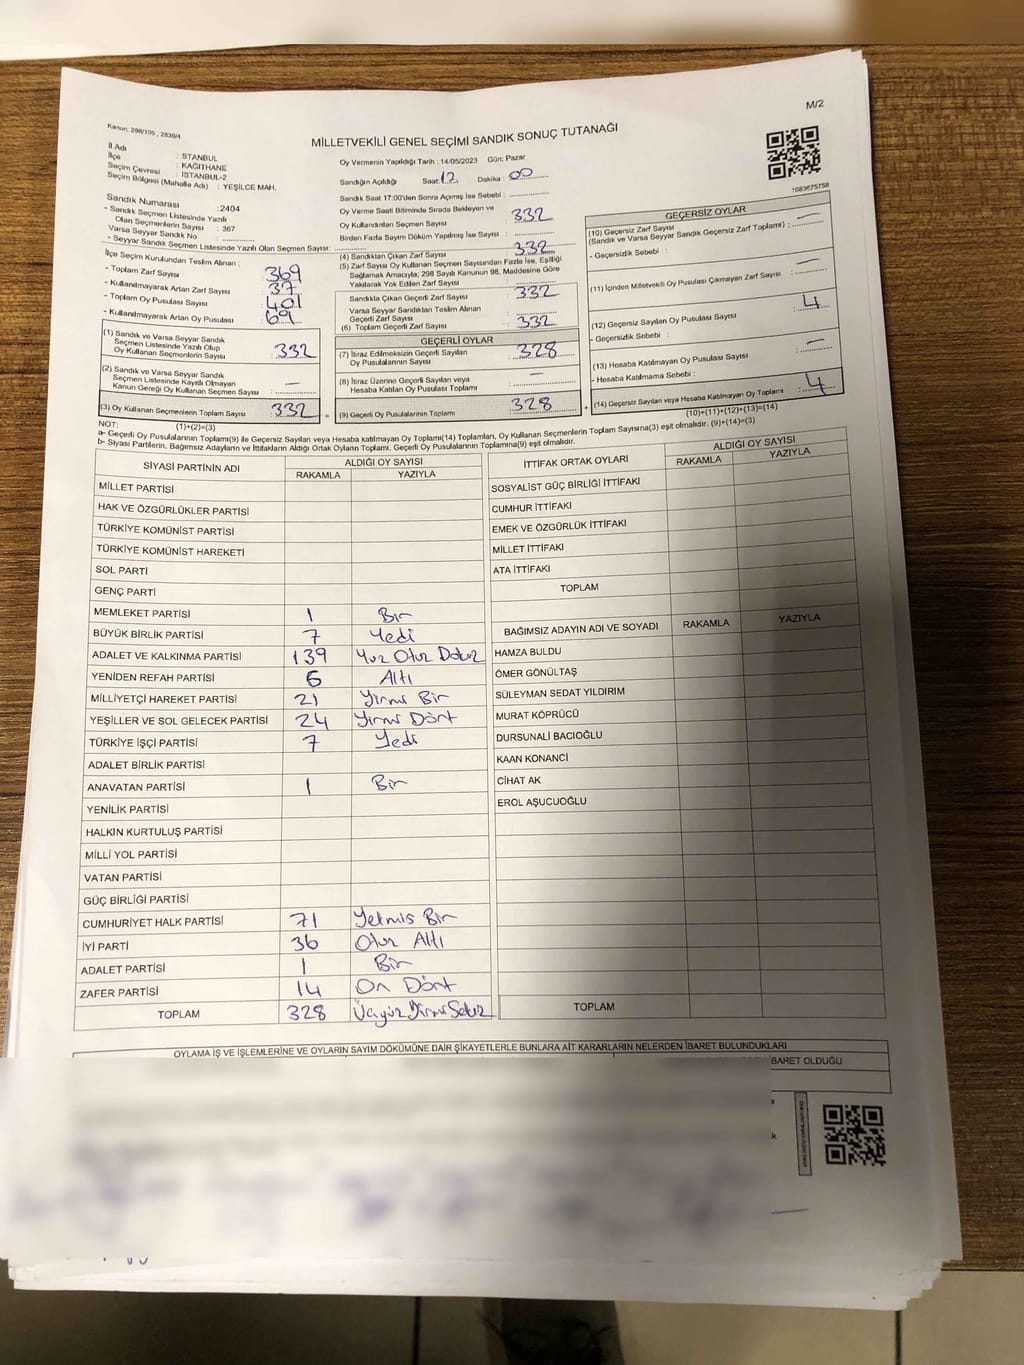 M/2
Kanun: 298/105 , 2839/4
MİLLETVEKİLİ GENEL SEÇİMİ SANDIK SONUÇ TUTANAĞI
İl Adı : STANBUL
İlçe : KAĞITHANE
Seçim Çevresi : İSTANBUL-2
Seçim Bölgesi (Mahalle Adı) : YEŞİLCE MAH.
Sandık Numarası : 2404
- Sandık Seçmen Listesinde Yazılı
Olan Seçmenlerin Sayısı : 367
Varsa Seyyar Sandık No :
- Seyyar Sandık Seçmen Listesinde Yazılı Olan Seçmen Sayısı:
İlçe Seçim Kurulundan Teslim Alınan ;
- Toplam Zarf Sayısı : 369
- Kullanılmayarak Artan Zarf Sayısı : 37
- Toplam Oy Pusulası Sayısı : 401
- Kullanılmayarak Artan Oy Pusulası : 69
(1) Sandık ve Varsa Seyyar Sandık
Seçmen Listesinde Yazılı Olup
Oy Kullanan Seçmenlerin Sayısı : 332
(2) Sandık ve Varsa Seyyar Sandık
Seçmen Listesinde Kayıtlı Olmayan
Kanun Gereği Oy Kullanan Seçmen Sayısı : —
(3) Oy Kullanan Seçmenlerin Toplam Sayısı : 332 =
(1)+(2)=(3)
Oy Vermenin Yapıldığı Tarih : 14/05/2023 Gün: Pazar
Sandığın Açıldığı Saat: 12 Dakika : 00
Sandık Saat 17:00'den Sonra Açılmış İse Sebebi :
Oy Verme Saati Bitiminde Sırada Bekleyen ve
Oy Kullandırılan Seçmen Sayısı : 332
Birden Fazla Sayım Döküm Yapılmış İse Sayısı :
(4) Sandıktan Çıkan Zarf Sayısı : 332
(5) Zarf Sayısı Oy Kullanan Seçmen Sayısından Fazla İse, Eşitliği
Sağlamak Amacıyla; 298 Sayılı Kanunun 98. Maddesine Göre
Yakılarak Yok Edilen Zarf Sayısı :
Sandıkta Çıkan Geçerli Zarf Sayısı : 332
Varsa Seyyar Sandıktan Teslim Alınan
Geçerli Zarf Sayısı :
(6) Toplam Geçerli Zarf Sayısı : 332
GEÇERLİ OYLAR
(7) İtiraz Edilmeksizin Geçerli Sayılan
Oy Pusulalarının Sayısı : 328
(8) İtiraz Üzerine Geçerli Sayılan veya
Hesaba Katılan Oy Pusulası Toplamı : —
(9) Geçerli Oy Pusulalarının Toplamı : 328 +
1083675758
GEÇERSİZ OYLAR
(10) Geçersiz Zarf Sayısı
(Sandık ve Varsa Seyyar Sandık Geçersiz Zarf Toplamı) : —
- Geçersizlik Sebebi :
(11) İçinden Milletvekili Oy Pusulası Çıkmayan Zarf Sayısı : —
(12) Geçersiz Sayılan Oy Pusulası Sayısı : 4
- Geçersizlik Sebebi :
(13) Hesaba Katılmayan Oy Pusulası Sayısı : —
- Hesaba Katılmama Sebebi :
(14) Geçersiz Sayılan veya Hesaba Katılmayan Oy Toplamı : 4
(10)+(11)+(12)+(13)=(14)
NOT:
a- Geçerli Oy Pusulalarının Toplamı(9) ile Geçersiz Sayılan veya Hesaba katılmayan Oy Toplamı(14) Toplamları, Oy Kullanan Seçmenlerin Toplam Sayısına(3) eşit olmalıdır. (9)+(14)=(3)
b- Siyasi Partilerin, Bağımsız Adayların ve İttifakların Aldığı Ortak Oyların Toplamı, Geçerli Oy Pusulalarının Toplamına(9) eşit olmalıdır.
SİYASİ PARTİNİN ADI ALDIĞI OY SAYISI
RAKAMLA YAZIYLA
MİLLET PARTİSİ
HAK VE ÖZGÜRLÜKLER PARTİSİ
TÜRKİYE KOMÜNİST PARTİSİ
TÜRKİYE KOMÜNİST HAREKETİ
SOL PARTİ
GENÇ PARTİ
MEMLEKET PARTİSİ 1 Bir
BÜYÜK BİRLİK PARTİSİ 7 Yedi
ADALET VE KALKINMA PARTİSİ 139 Yüz Otuz Dokuz
YENİDEN REFAH PARTİSİ 6 Altı
MİLLİYETÇİ HAREKET PARTİSİ 21 Yirmi Bir
YEŞİLLER VE SOL GELECEK PARTİSİ 24 Yirmi Dört
TÜRKİYE İŞÇİ PARTİSİ 7 Yedi
ADALET BİRLİK PARTİSİ
ANAVATAN PARTİSİ 1 Bir
YENİLİK PARTİSİ
HALKIN KURTULUŞ PARTİSİ
MİLLİ YOL PARTİSİ
VATAN PARTİSİ
GÜÇ BİRLİĞİ PARTİSİ
CUMHURİYET HALK PARTİSİ 71 Yetmis Bir
İYİ PARTİ 36 Otuz Altı
ADALET PARTİSİ 1 Bir
ZAFER PARTİSİ 14 On Dört
TOPLAM 328 Üçyüz Yirmi Sekiz
İTTİFAK ORTAK OYLARI ALDIĞI OY SAYISI
RAKAMLA YAZIYLA
SOSYALİST GÜÇ BİRLİĞİ İTTİFAKI
CUMHUR İTTİFAKI
EMEK VE ÖZGÜRLÜK İTTİFAKI
MİLLET İTTİFAKI
ATA İTTİFAKI
TOPLAM
BAĞIMSIZ ADAYIN ADI VE SOYADI RAKAMLA YAZIYLA
HAMZA BULDU
ÖMER GÖNÜLTAŞ
SÜLEYMAN SEDAT YILDIRIM
MURAT KÖPRÜCÜ
DURSUNALİ BACIOĞLU
KAAN KONANCİ
CİHAT AK
EROL AŞUCUOĞLU
TOPLAM
OYLAMA İŞ VE İŞLEMLERİNE VE OYLARIN SAYIM DÖKÜMÜNE DAİR ŞİKAYETLERLE BUNLARA AİT KARARLARIN NELERDEN İBARET BULUNDUKLARI
İBARET OLDUĞU